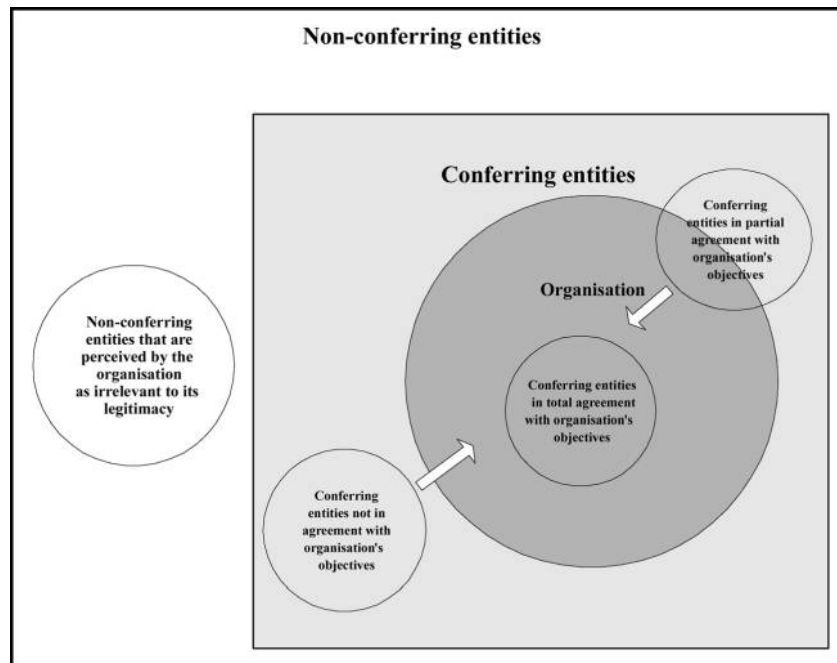 Non-conferring entities
Conferring entities
Conferring
entities in partial
agreement with
organisation's
objectives
Organisation
Non-conferring
entities that are
perceived by the
organisation
as irrelevant to its
legitimacy
Conferring entities
in total agreement
with organisation's
objectives
Conferring
entities not in
agreement with
organisation's
objectives